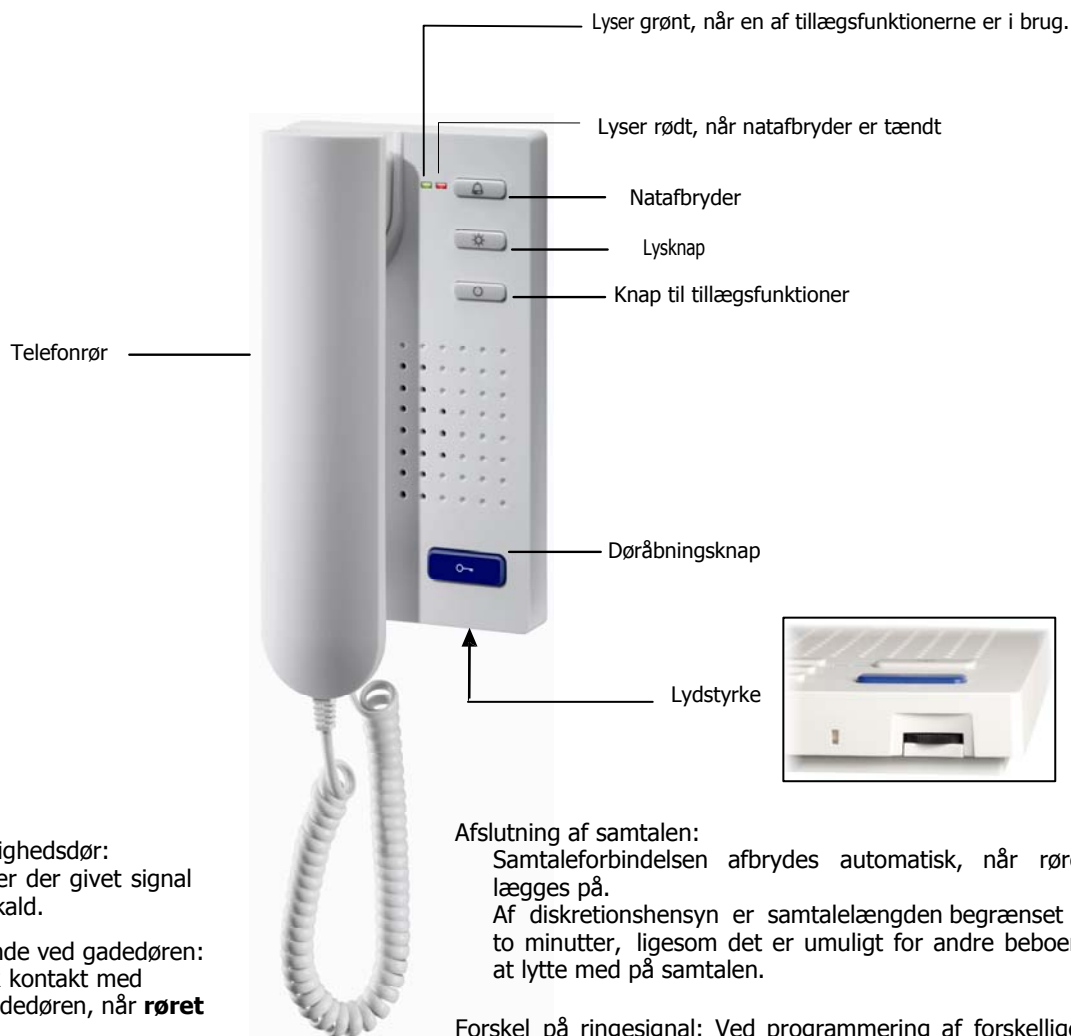 Lyser grønt, når en af tillægsfunktionerne er i brug.
Lyser rødt, når natafbryder er tændt
Natafbryder
Lysknap
Knap til tillægsfunktioner
Telefonrør
Døråbningsknap
Lydstyrke
ighedsdør:
er der givet signal
kald.
nde ved gadedøren:
kontakt med
dedøren, når røret
Afslutning af samtalen:
Samtaleforbindelsen afbrydes automatisk, når røre
lægges på.
Af diskretionshensyn er samtalelængden begrænset
to minutter, ligesom det er umuligt for andre beboer
at lytte med på samtalen.
Forskel på ringesignal: Ved programmering af forskellige